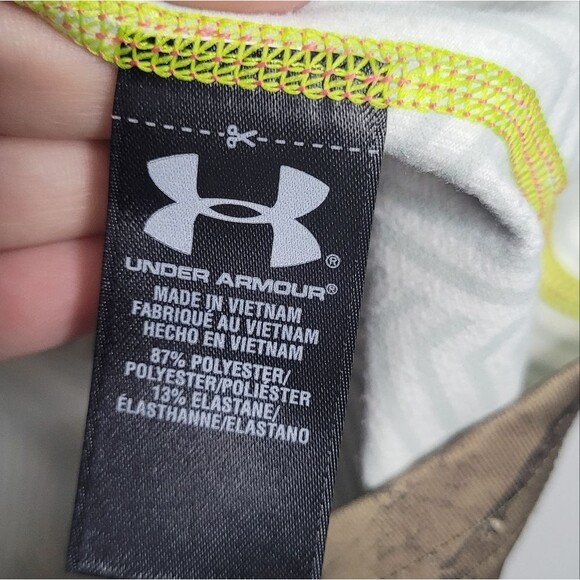 UNDER ARMOUR®
MADE IN VIETNAM
FABRIQUÉ AU VIETNAM
HECHO EN VIETNAM
87% POLYESTER/
POLYESTER/POLIÉSTER
13% ELASTANE/
ÉLASTHANNE/ELASTANO